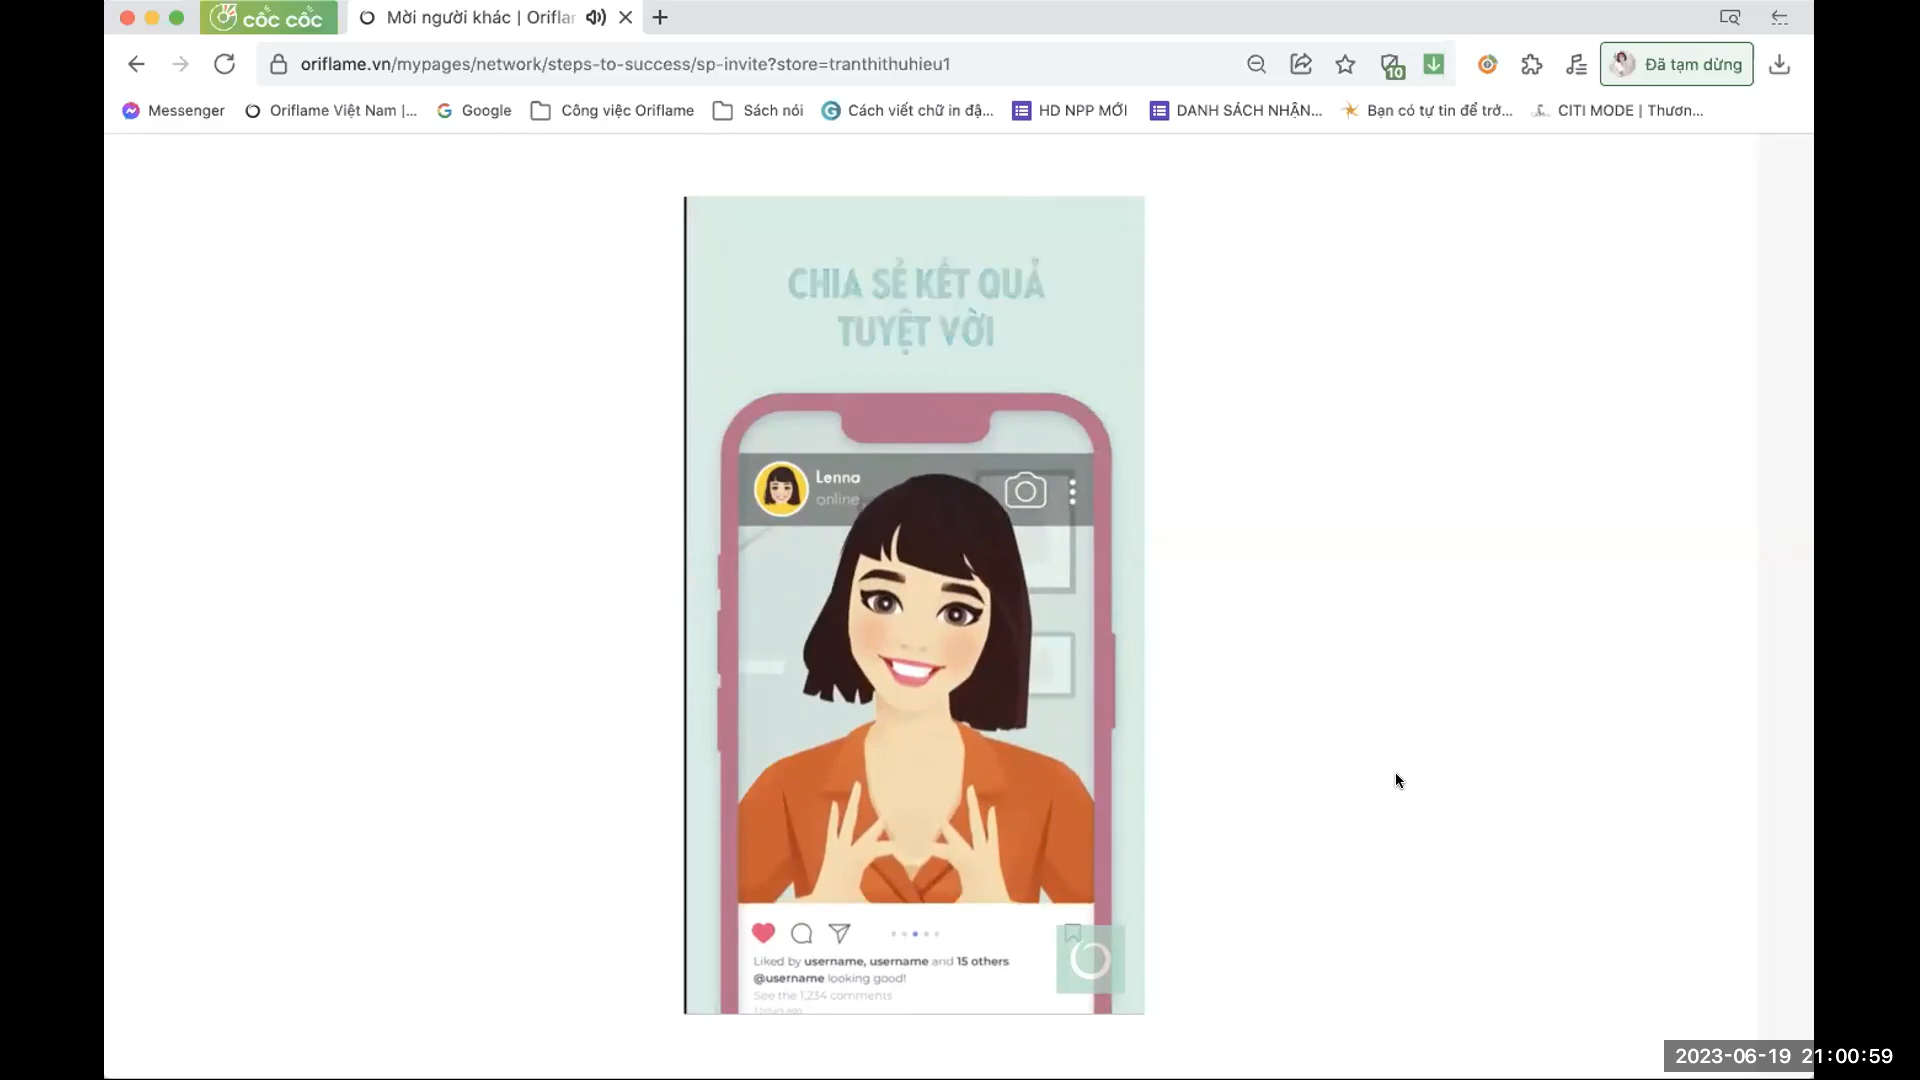 cốc cốc
Mời người khác | Oriflar
oriflame.vn/mypages/network/steps-to-success/sp-invite?store=tranthithuhieu1
10
Đã tạm dừng
Messenger
Oriflame Việt Nam |...
Google
Công việc Oriflame
Sách nói
Cách viết chữ in đậ...
HD NPP MỚI
DANH SÁCH NHẬN...
Bạn có tự tin để trở...
CITI MODE | Thươn...
CHIA SẺ KẾT QUẢ
TUYỆT VỜI
Lenna
online
Liked by username, username and 15 others
@username looking good!
See the 1,234 comments
2023-06-19 21:00:59